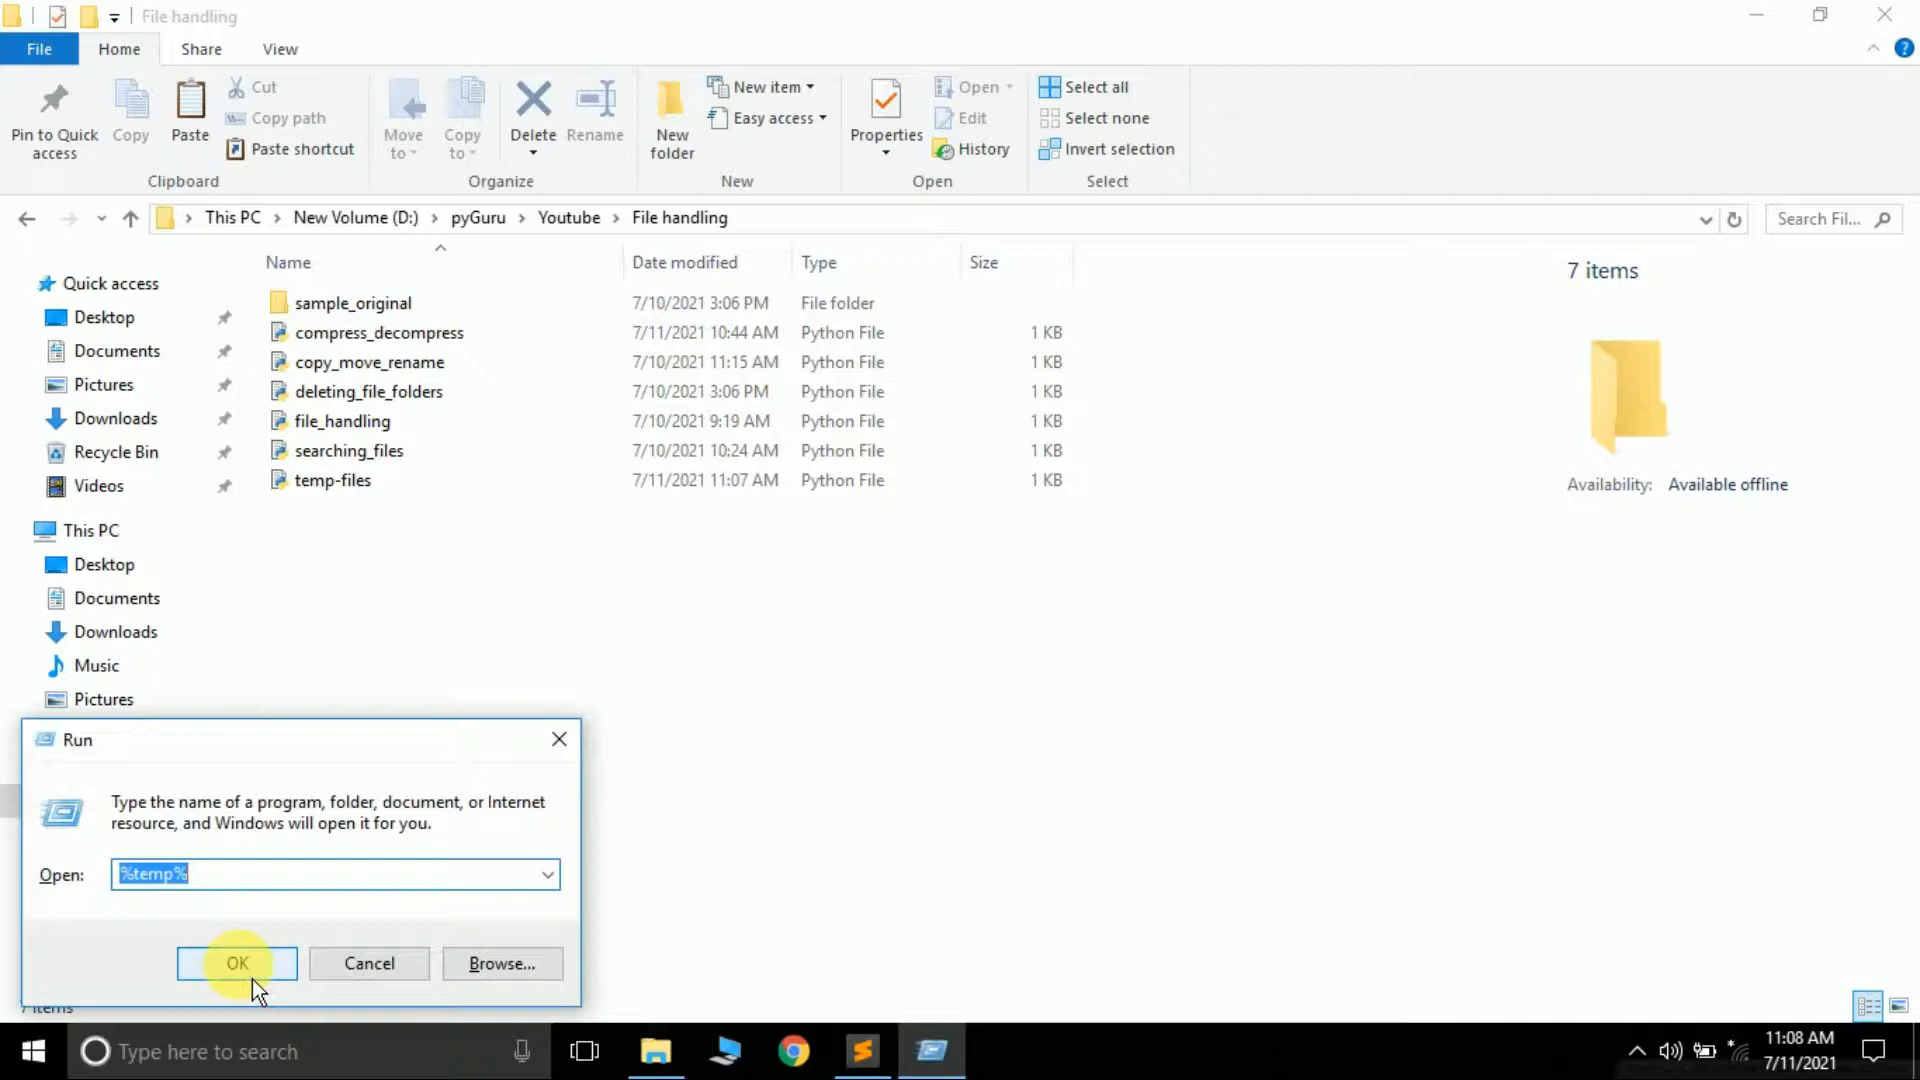 File handling
File Home Share View
Pin to Quick access
Copy
Paste
Cut
Copy path
Paste shortcut
Clipboard
Move to
Copy to
Delete
Rename
Organize
New folder
New item
Easy access
New
Properties
Open
Edit
History
Open
Select all
Select none
Invert selection
Select
This PC > New Volume (D:) > pyGuru > Youtube > File handling
Search Fil...
Name Date modified Type Size
sample_original 7/10/2021 3:06 PM File folder
compress_decompress 7/11/2021 10:44 AM Python File 1 KB
copy_move_rename 7/10/2021 11:15 AM Python File 1 KB
deleting_file_folders 7/10/2021 3:06 PM Python File 1 KB
file_handling 7/10/2021 9:19 AM Python File 1 KB
searching_files 7/10/2021 10:24 AM Python File 1 KB
temp-files 7/11/2021 11:07 AM Python File 1 KB
7 items
Availability: Available offline
Quick access
Desktop
Documents
Pictures
Downloads
Recycle Bin
Videos
This PC
Desktop
Documents
Downloads
Music
Pictures
Run
Type the name of a program, folder, document, or Internet
resource, and Windows will open it for you.
Open: %temp%
OK Cancel Browse...
7 items
Type here to search
11:08 AM
7/11/2021